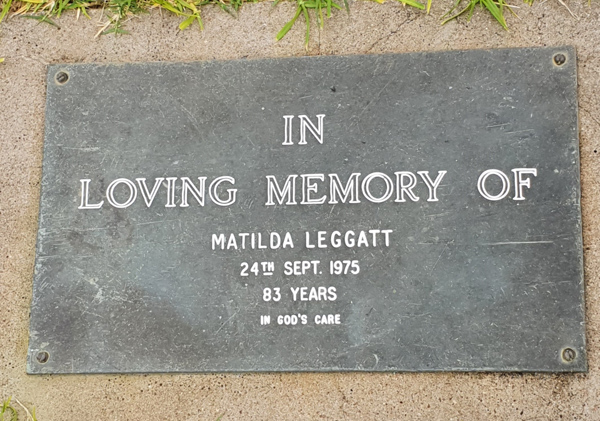 IN
LOVING MEMORY OF
MATILDA LEGGATT
24TH SEPT. 1975
83 YEARS
IN GOD'S CARE